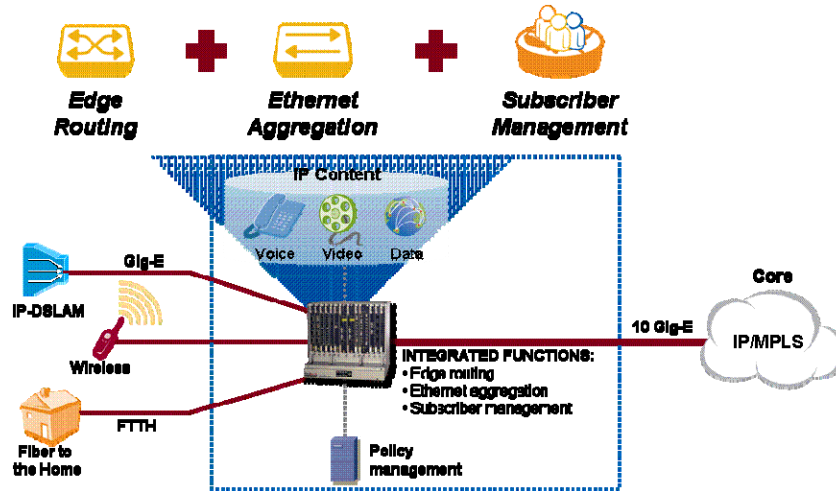 Edge
Routing
Ethernet
Aggregation
Subscriber
Management
IP Content
Voice
Video
Data
Gig-E
IP-DSLAM
Wireless
FTTH
Fiber to
the Home
10 Gig-E
Core
IP/MPLS
INTEGRATED FUNCTIONS:
• Edge routing
• Ethernet aggregation
• Subscriber management
Policy
management